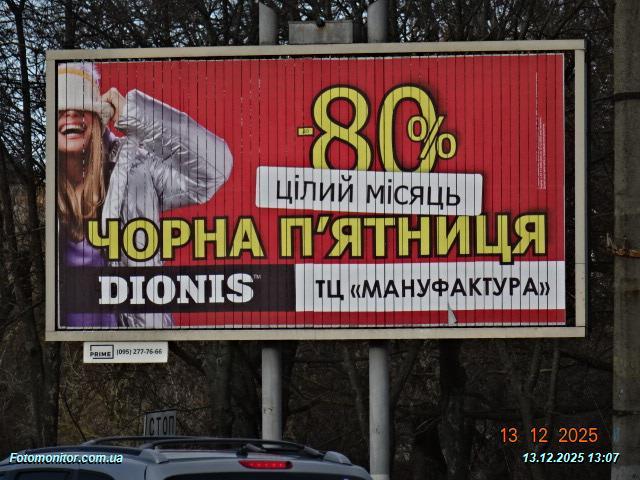 -80%
цілий місяць
ЧОРНА П'ЯТНИЦЯ
DIONIS™
ТЦ «МАНУФАКТУРА»
PRIME (095) 277-76-66
СТОП
13 12 2025
Fotomonitor.com.ua
13.12.2025 13:07